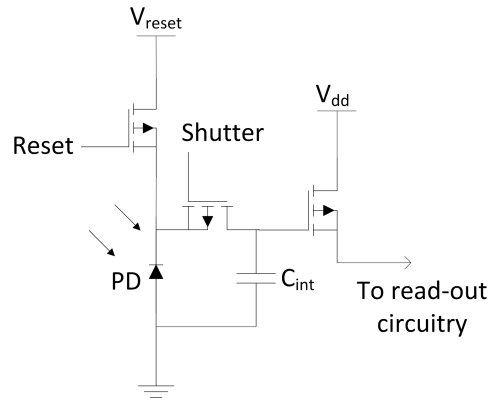 Vreset
Vdd
Reset
Shutter
PD
Cint
To read-out
circuitry